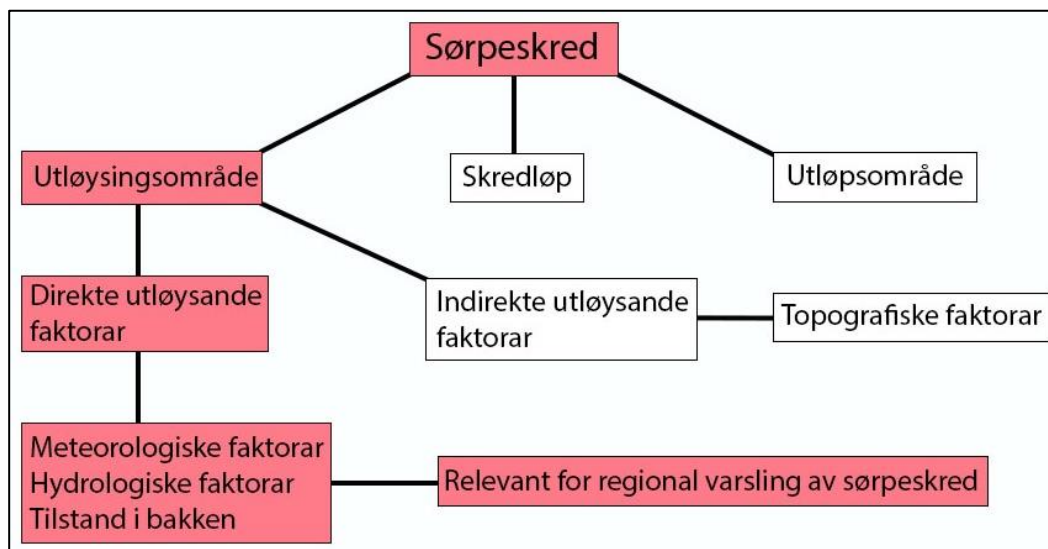 Sørpeskred
Utløysingsområde
Skredløp
Utløpsområde
Direkte utløysande
faktorar
Indirekte utløysande
faktorar
Topografiske faktorar
Meteorologiske faktorar
Hydrologiske faktorar
Tilstand i bakken
Relevant for regional varsling av sørpeskred